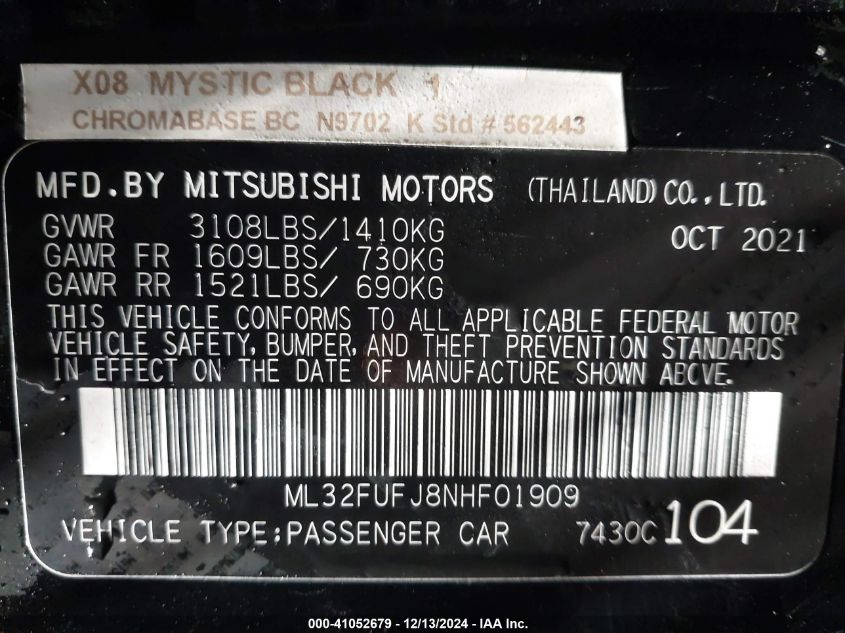 X08 MYSTIC BLACK 1
CHROMABASE BC N9702 K Std # 562443
MFD.BY MITSUBISHI MOTORS (THAILAND) CO.,LTD.
GVWR 3108LBS/1410KG OCT 2021
GAWR FR 1609LBS/ 730KG
GAWR RR 1521LBS/ 690KG
THIS VEHICLE CONFORMS TO ALL APPLICABLE FEDERAL MOTOR
VEHICLE SAFETY, BUMPER, AND THEFT PREVENTION STANDARDS
IN EFFECT ON THE DATE OF MANUFACTURE SHOWN ABOVE.
ML32FUFJ8NHF01909
VEHICLE TYPE:PASSENGER CAR 7430C 104
000-41052679 - 12/13/2024 - IAA Inc.